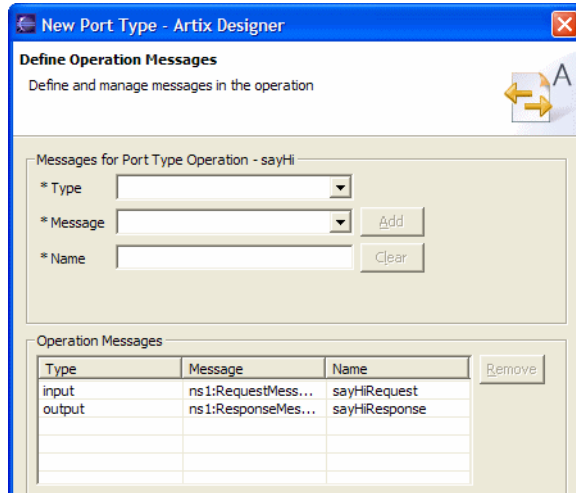 New Port Type - Artix Designer
Define Operation Messages
Define and manage messages in the operation
A
Messages for Port Type Operation - sayHi
* Type
* Message Add
* Name Clear
Operation Messages
Type Message Name Remove
input ns1:RequestMess... sayHiRequest
output ns1:ResponseMes... sayHiResponse